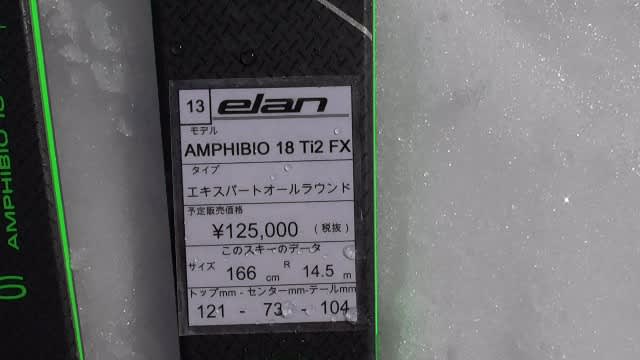 13 elan
モデル
AMPHIBIO 18 Ti2 FX
タイプ
エキスパートオールラウンド
予定販売価格
¥125,000 (税抜)
このスキーのデータ
サイズ 166 cm R 14.5 m
トップmm - センターmm-テールmm
121 - 73 - 104
AMPHIBIO